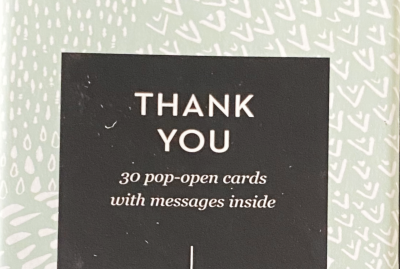 THANK
YOU
30 pop-open cards
with messages inside